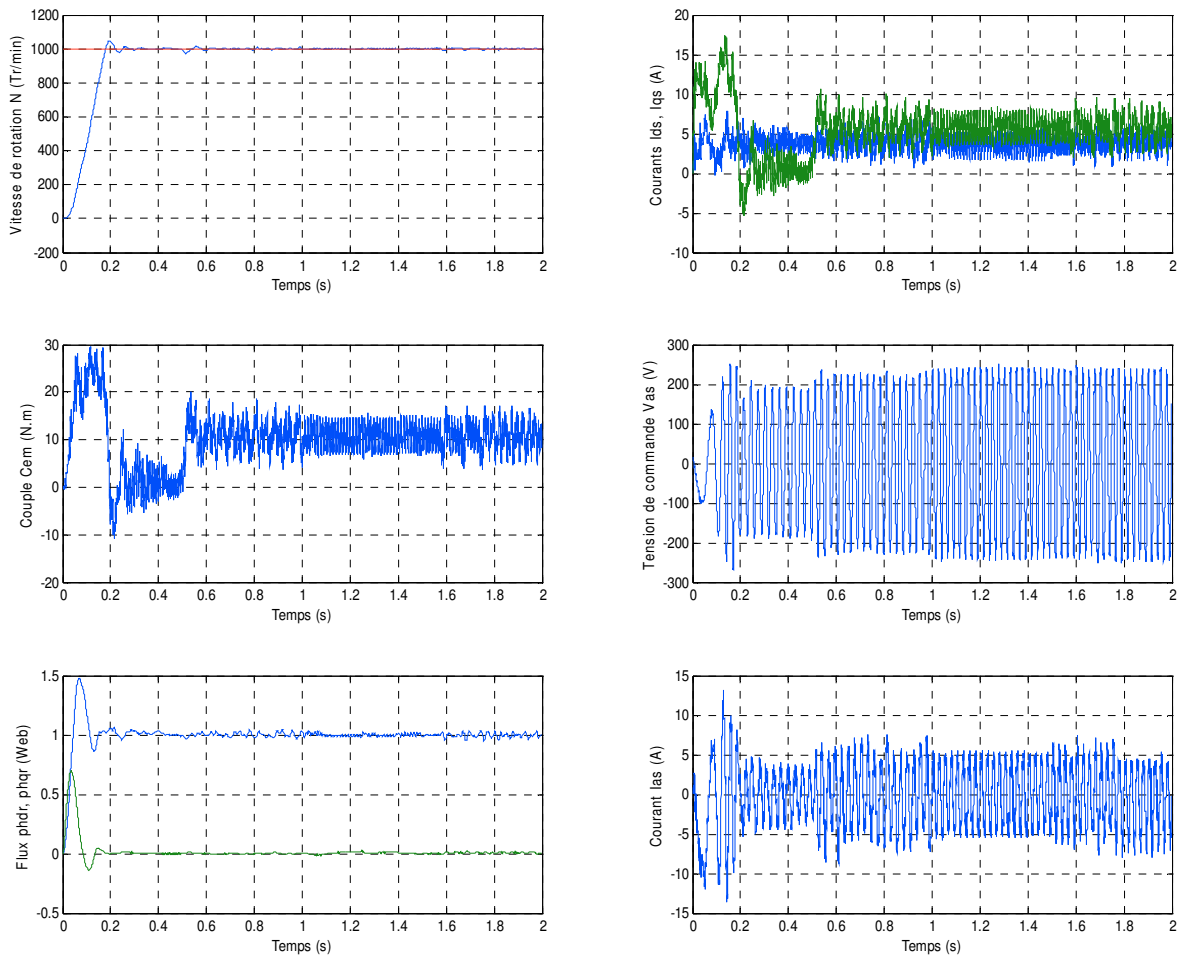 Vitesse de rotation N (Tr/min)
1200
1000
800
600
400
200
0
-200
0 0.2 0.4 0.6 0.8 1 1.2 1.4 1.6 1.8 2
Temps (s)
Courants Ids, Iqs (A)
20
15
10
5
0
-5
-10
0 0.2 0.4 0.6 0.8 1 1.2 1.4 1.6 1.8 2
Temps (s)
Couple Cem (N.m)
30
20
10
0
-10
-20
0 0.2 0.4 0.6 0.8 1 1.2 1.4 1.6 1.8 2
Temps (s)
Tension de commande Vas (V)
300
200
100
0
-100
-200
-300
0 0.2 0.4 0.6 0.8 1 1.2 1.4 1.6 1.8 2
Temps (s)
Flux phdr, phqr (Web)
1.5
1
0.5
0
-0.5
0 0.2 0.4 0.6 0.8 1 1.2 1.4 1.6 1.8 2
Temps (s)
Courant Ias (A)
15
10
5
0
-5
-10
-15
0 0.2 0.4 0.6 0.8 1 1.2 1.4 1.6 1.8 2
Temps (s)